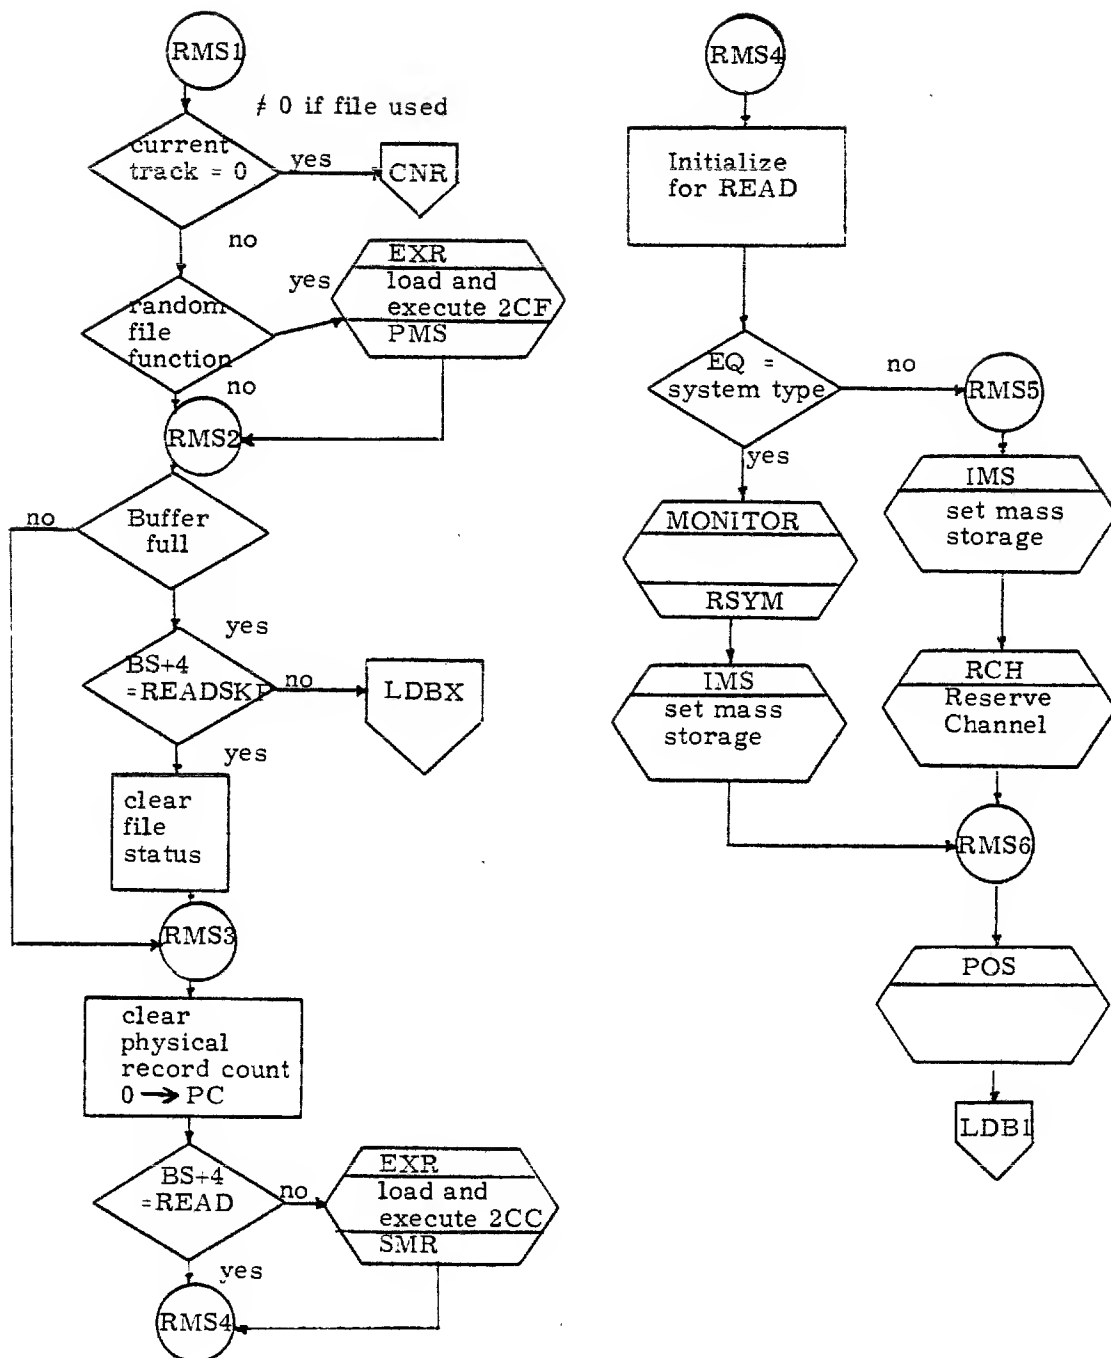 RMS1
≠ 0 if file used
current
track = 0
yes
CNR
no
random
file
function
yes
EXR
load and
execute 2CF
PMS
no
RMS2
Buffer
full
no
yes
BS+4
=READSKP
no
LDBX
yes
clear
file
status
RMS3
clear
physical
record count
0 → PC
BS+4
=READ
no
EXR
load and
execute 2CC
SMR
yes
RMS4
RMS4
Initialize
for READ
EQ =
system type
no
RMS5
yes
MONITOR
RSYM
IMS
set mass
storage
IMS
set mass
storage
RCH
Reserve
Channel
RMS6
POS
LDB1